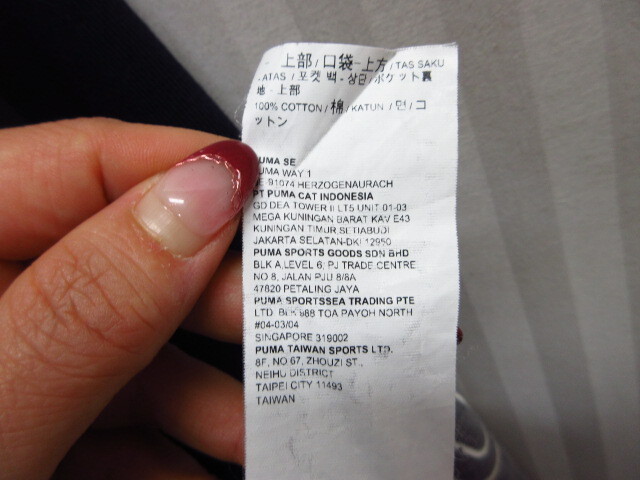 上部 / 口袋 - 上方 / TAS SAKU
ATAS / 포켓 백 - 상단 / ポケット裏
地 - 上部
100% COTTON / 棉 / KATUN / 면 / コ
ットン
UMA SE
UMA WAY 1
DE 91074 HERZOGENAURACH
PT PUMA CAT INDONESIA
GD DEA TOWER II LT5 UNIT 01-03
MEGA KUNINGAN BARAT KAV E43
KUNINGAN TIMUR SETIABUDI
JAKARTA SELATAN-DKI 12950
PUMA SPORTS GOODS SDN BHD
BLK A,LEVEL 6, PJ TRADE CENTRE
NO.8, JALAN PJU 8/8A
47820 PETALING JAYA
PUMA SPORTSSEA TRADING PTE
LTD. BLK 988 TOA PAYOH NORTH
#04-03/04
SINGAPORE 319002
PUMA TAIWAN SPORTS LTD.
8F, NO.67, ZHOUZI ST.,
NEIHU DISTRICT
TAIPEI CITY 11493
TAIWAN